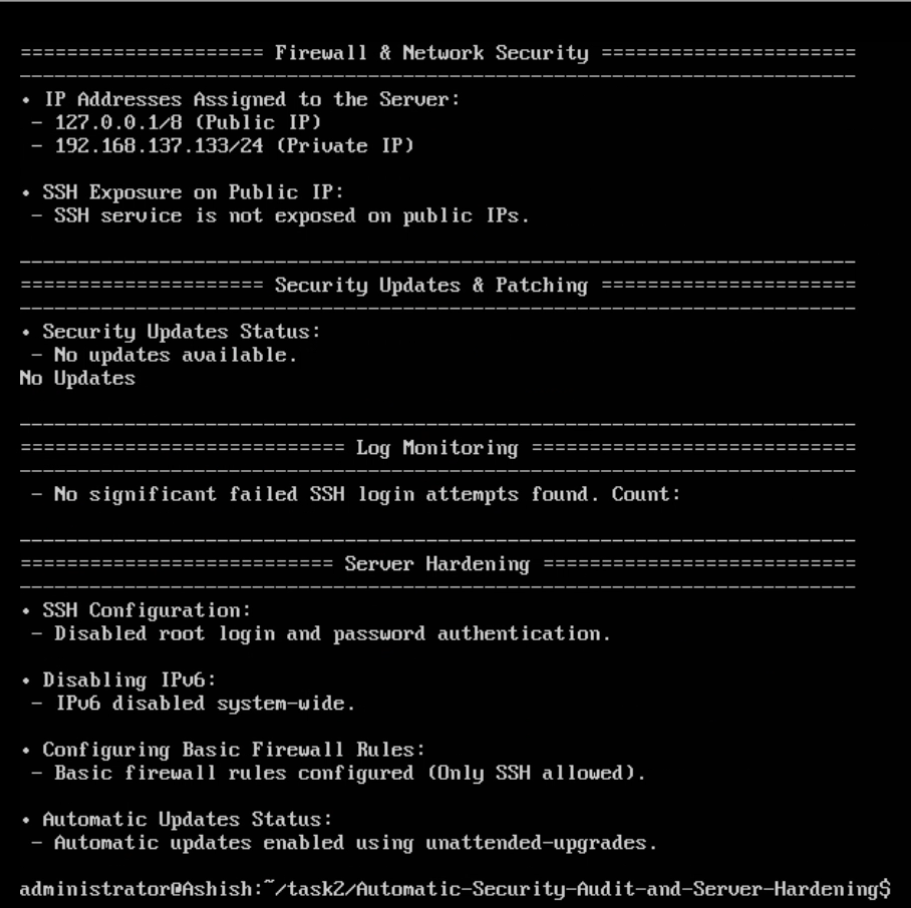 ===================== Firewall & Network Security ======================
------------------------------------------------------------------------
• IP Addresses Assigned to the Server:
- 127.0.0.1/8 (Public IP)
- 192.168.137.133/24 (Private IP)
• SSH Exposure on Public IP:
- SSH service is not exposed on public IPs.
------------------------------------------------------------------------
===================== Security Updates & Patching ======================
------------------------------------------------------------------------
• Security Updates Status:
- No updates available.
No Updates
------------------------------------------------------------------------
============================ Log Monitoring ============================
------------------------------------------------------------------------
- No significant failed SSH login attempts found. Count:
------------------------------------------------------------------------
=========================== Server Hardening ===========================
------------------------------------------------------------------------
• SSH Configuration:
- Disabled root login and password authentication.
• Disabling IPv6:
- IPv6 disabled system-wide.
• Configuring Basic Firewall Rules:
- Basic firewall rules configured (Only SSH allowed).
• Automatic Updates Status:
- Automatic updates enabled using unattended-upgrades.
administrator@Ashish:~/task2/Automatic-Security-Audit-and-Server-Hardening$